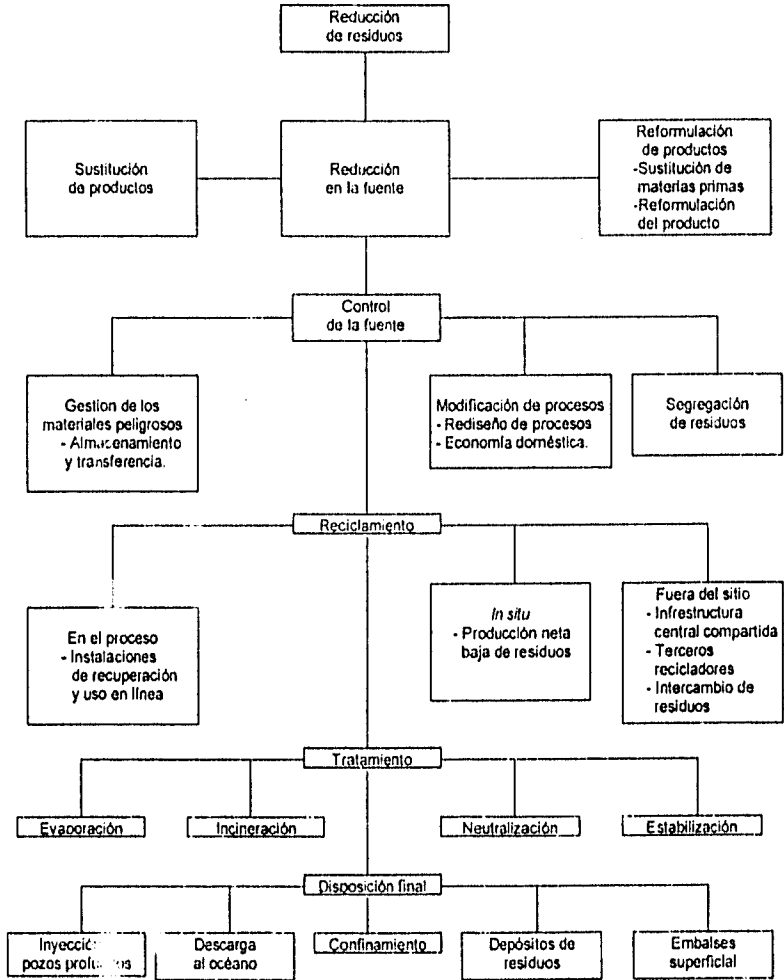 Reducción
de residuos
Sustitución
de productos
Reducción
en la fuente
Reformulación
de productos
-Sustitución de
materias primas
-Reformulación
del producto
Control
de la fuente
Gestion de los
materiales peligrosos
- Almacenamiento
y transferencia.
Modificación de procesos
- Rediseño de procesos
- Economía doméstica.
Segregación
de residuos
Reciclamiento
En el proceso
- Instalaciones
de recuperación
y uso en línea
In situ
- Producción neta
baja de residuos
Fuera del sitio
- Infrestructura
central compartida
- Terceros
recicladores
- Intercambio de
residuos
Tratamiento
Evaporación
Incineración
Neutralización
Estabilización
Disposición final
Inyección
pozos profundos
Descarga
al océano
Confinamiento
Depósitos de
residuos
Embalses
superficial